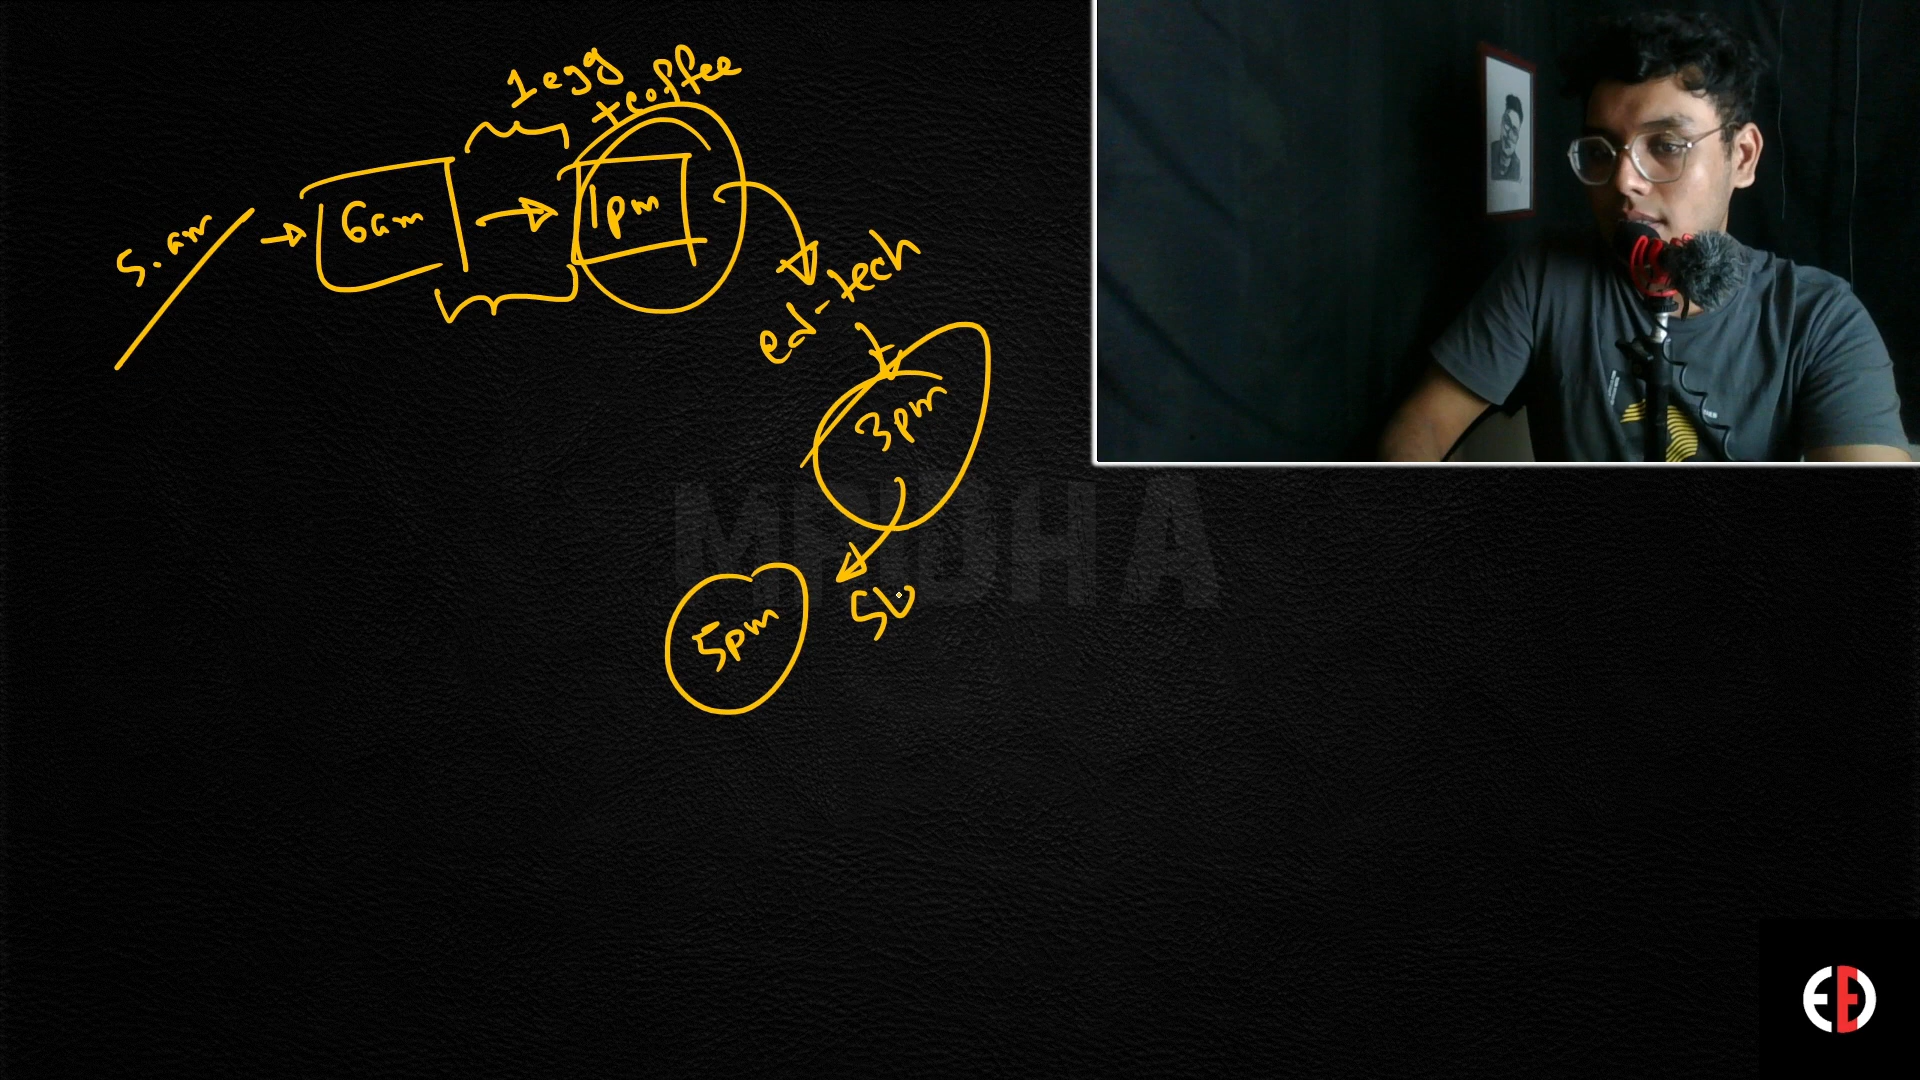 1 egg
+ coffee
5. am
6am
1pm
ed-tech
3pm
5pm